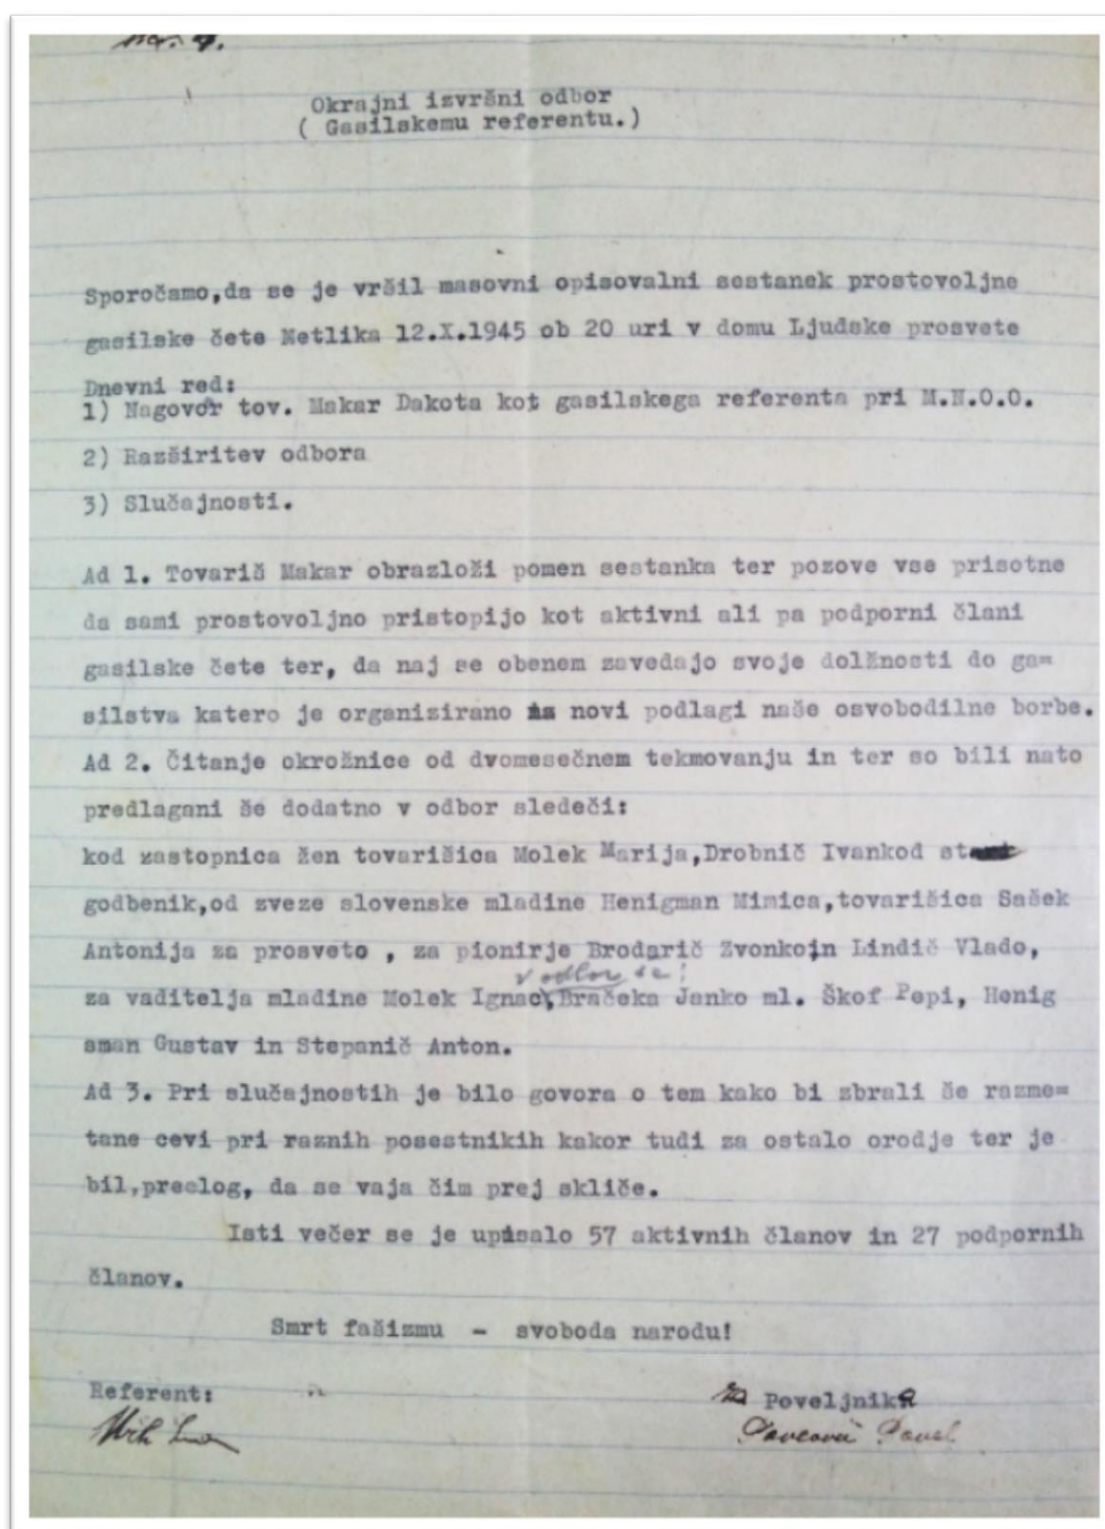 Okrajni izvršni odbor
( Gasilskemu referentu.)
Sporočamo,da se je vršil masovni opisovalni sestanek prostovoljne
gasilske čete Metlika 12.X.1945 ob 20 uri v domu Ljudske prosvete
Dnevni red:
1) Nagovor tov. Makar Dakota kot gasilskega referenta pri M.N.O.O.
2) Razširitev odbora
3) Slučajnosti.
Ad 1. Tovariš Makar obrazloži pomen sestanka ter pozove vse prisotne
da sami prostovoljno pristopijo kot aktivni ali pa podporni člani
gasilske čete ter, da naj se obenem zavedajo svoje dolžnosti do ga=
silstva katero je organizirano na novi podlagi naše osvobodilne borbe.
Ad 2. Čitanje okrožnice od dvomesečnem tekmovanju in ter so bili nato
predlagani še dodatno v odbor sledeči:
kod zastopnica žen tovarišica Molek Marija,Drobnič Ivankod
godbenik,od zveze slovenske mladine Henigman Mimica,tovarišica Sašek
Antonija za prosveto , za pionirje Brodarič Zvonkoin Lindič Vlado,
v odbor še!
za vaditelja mladine Molek Ignac,Bračeka Janko ml. Škof Pepi, Henig
sman Gustav in Stepanič Anton.
Ad 3. Pri slučajnostih je bilo govora o tem kako bi zbrali še razme=
tane cevi pri raznih posestnikih kakor tudi za ostalo orodje ter je
bil,preelog, da se vaja čim prej skliče.
Isti večer se je upisalo 57 aktivnih članov in 27 podpornih
članov.
Smrt fašizmu - svoboda narodu!
Referent:
za Poveljnika
Pavel